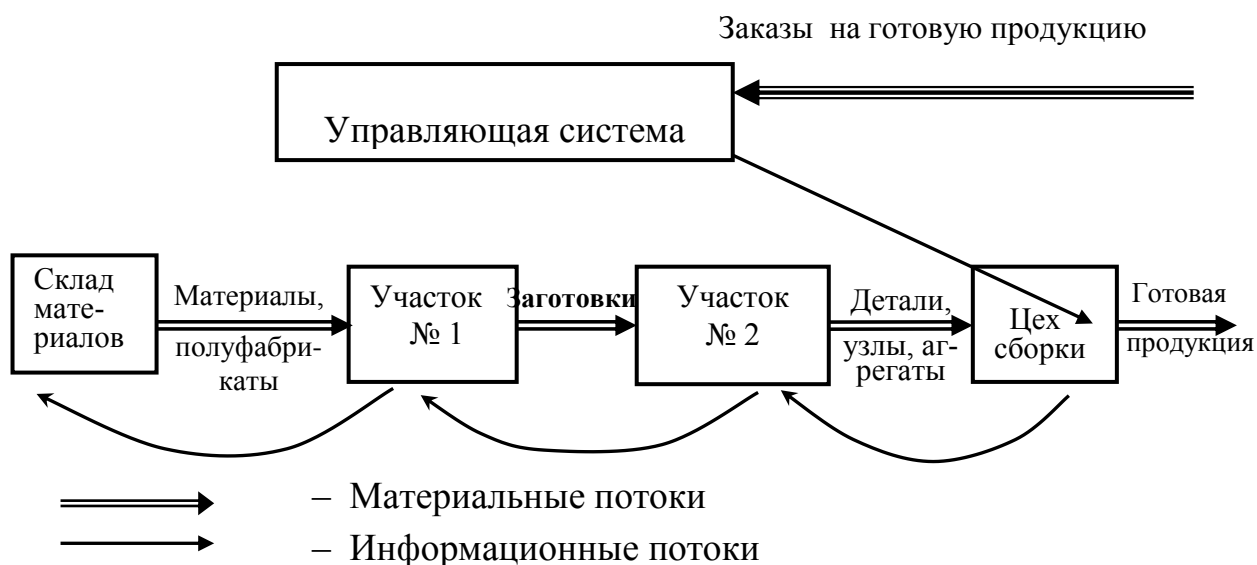 Заказы на готовую продукцию
Управляющая система
Склад
мате-
риалов
Материалы,
полуфабри-
каты
Участок
№ 1
Заготовки
Участок
№ 2
Детали,
узлы, аг-
регаты
Цех
сборки
Готовая
продукция
– Материальные потоки
– Информационные потоки